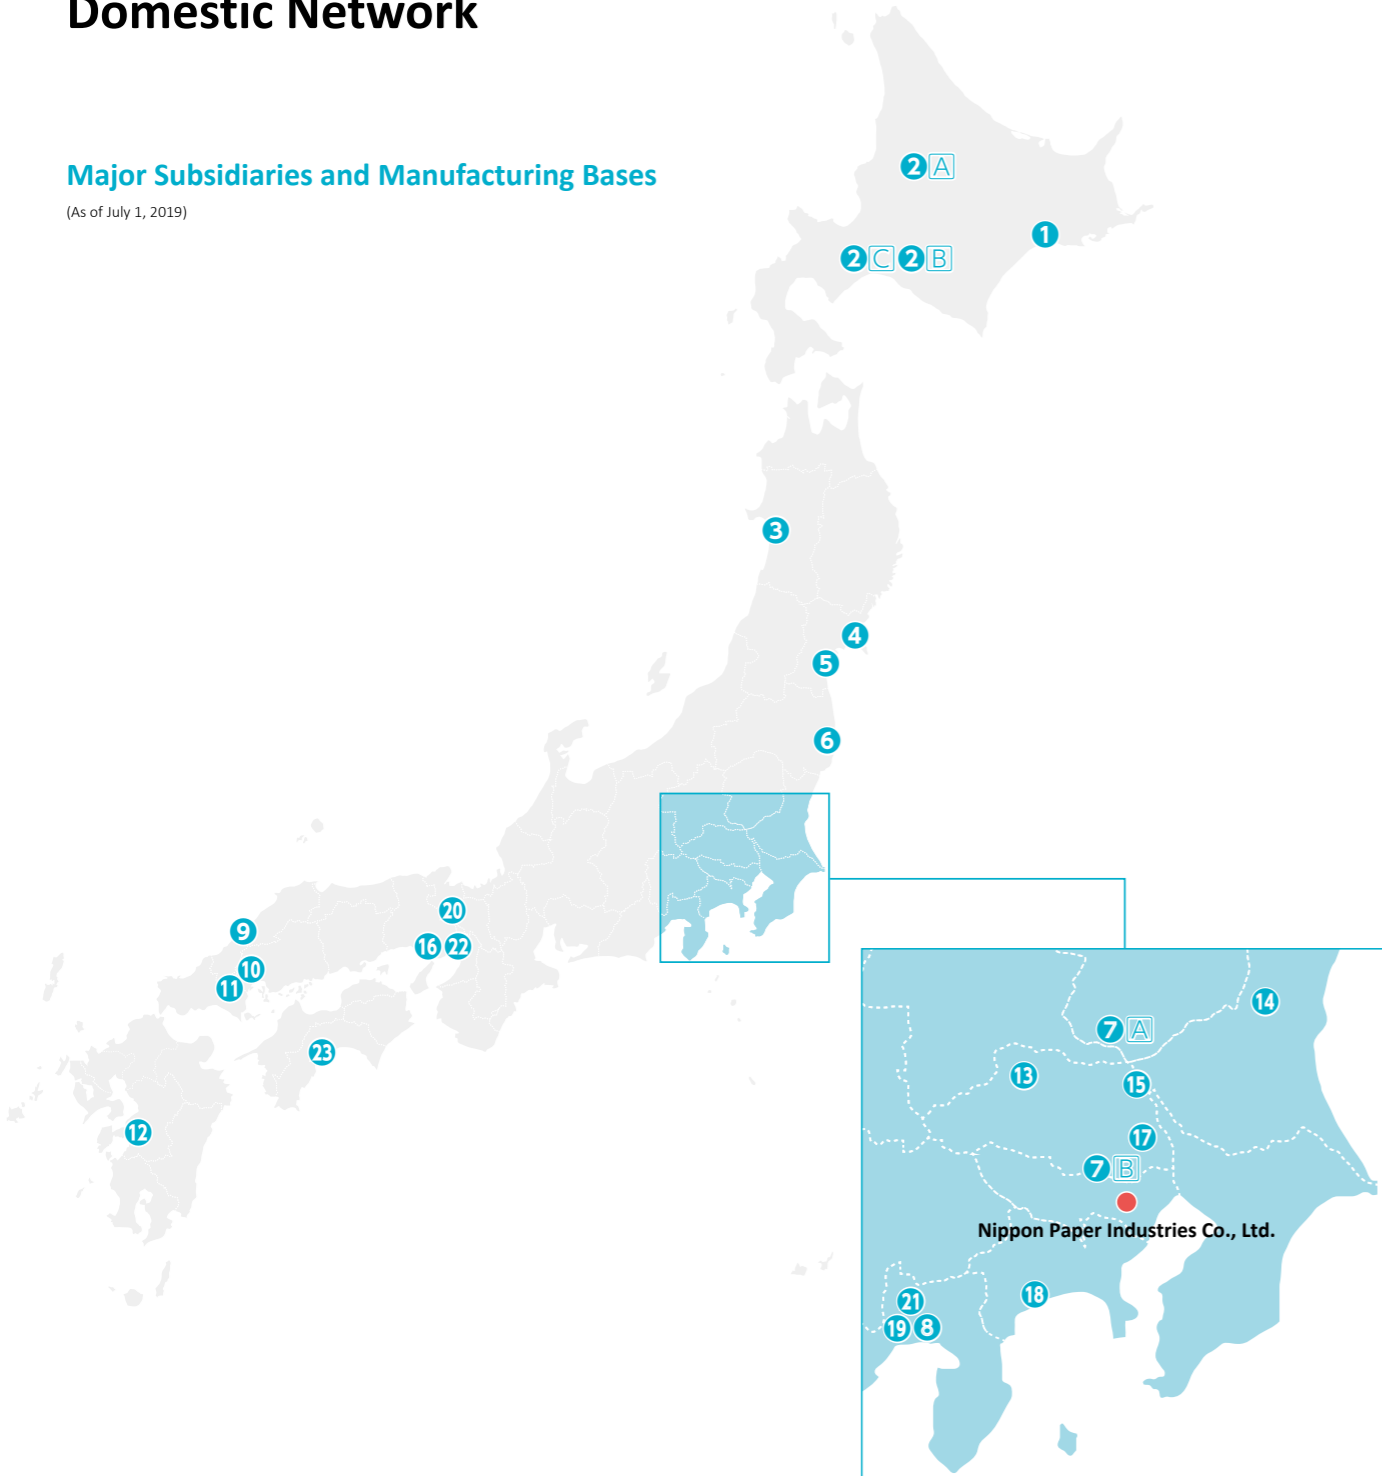 Domestic Network
Major Subsidiaries and Manufacturing Bases
(As of July 1, 2019)
2 A
1
2 C 2 B
3
4
5
6
20
9
16 22
10
11
23
12
14
7 A
13
15
17
7 B
Nippon Paper Industries Co., Ltd.
18
21
19 8